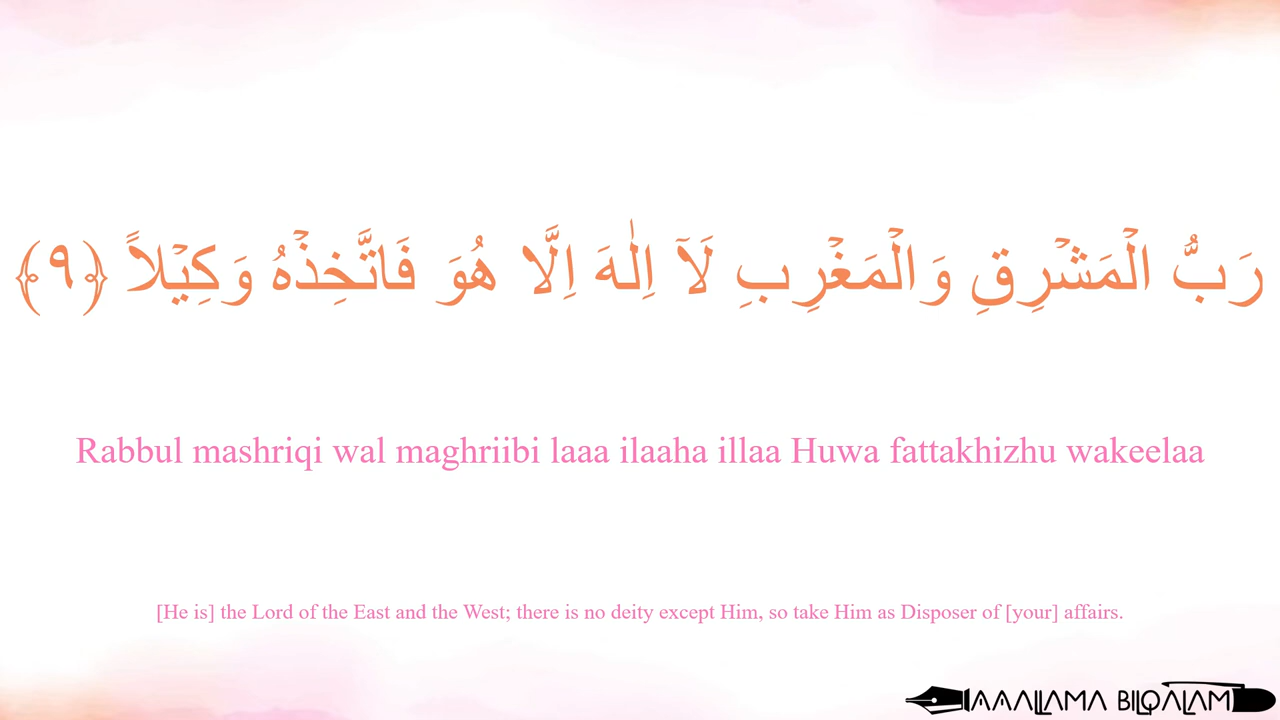 رَبُّ الْمَشْرِقِ وَالْمَغْرِبِ لَآ اِلٰهَ اِلَّا هُوَ فَاتَّخِذْهُ وَكِيْلاً ﴿٩﴾
Rabbul mashriqi wal maghriibi laaa ilaaha illaa Huwa fattakhizhu wakeelaa
[He is] the Lord of the East and the West; there is no deity except Him, so take Him as Disposer of [your] affairs.
AAALLAMA BILQALAM